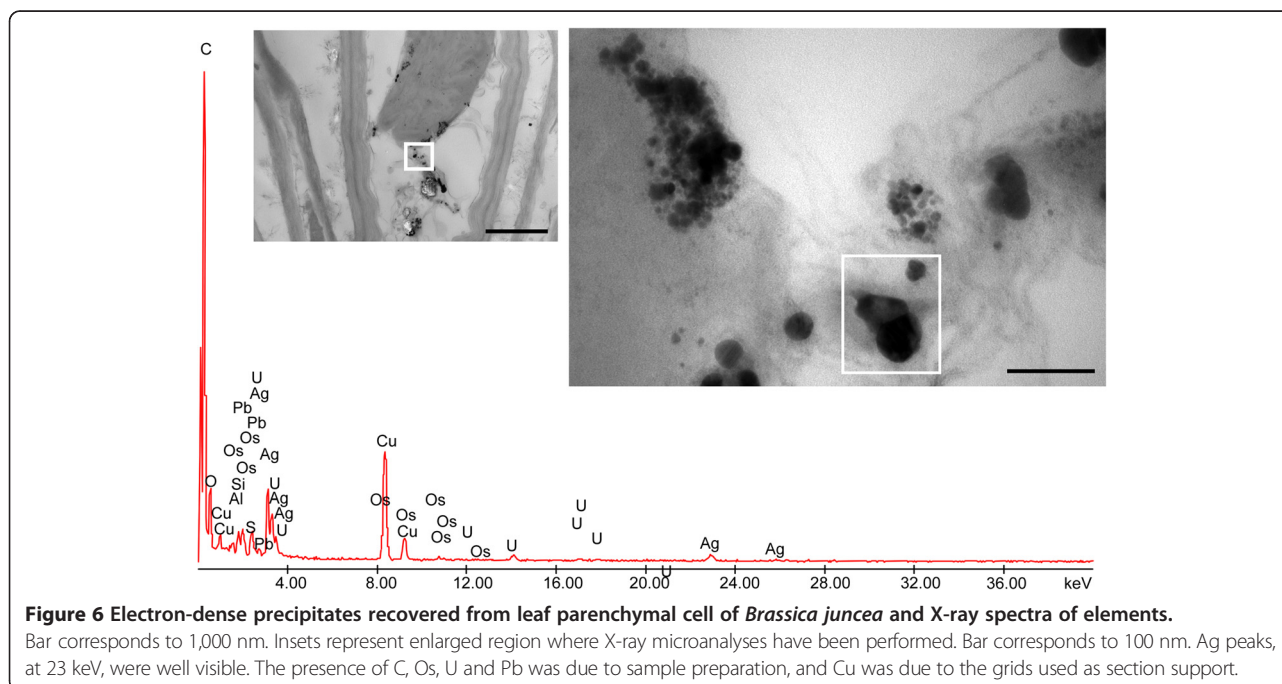 C
U
Ag
Pb
Pb
Os
Os
Ag
Os
Si
U
Al
Ag
O
Ag
Cu
S
U
Cu
Pb
Cu
Os
Os
Os
Cu
Os
Os
U
Os
U
U
U
U
Ag
Ag
U
4.00 8.00 12.00 16.00 20.00 24.00 28.00 32.00 36.00 keV
Figure 6 Electron-dense precipitates recovered from leaf parenchymal cell of Brassica juncea and X-ray spectra of elements.
Bar corresponds to 1,000 nm. Insets represent enlarged region where X-ray microanalyses have been performed. Bar corresponds to 100 nm. Ag peaks,
at 23 keV, were well visible. The presence of C, Os, U and Pb was due to sample preparation, and Cu was due to the grids used as section support.